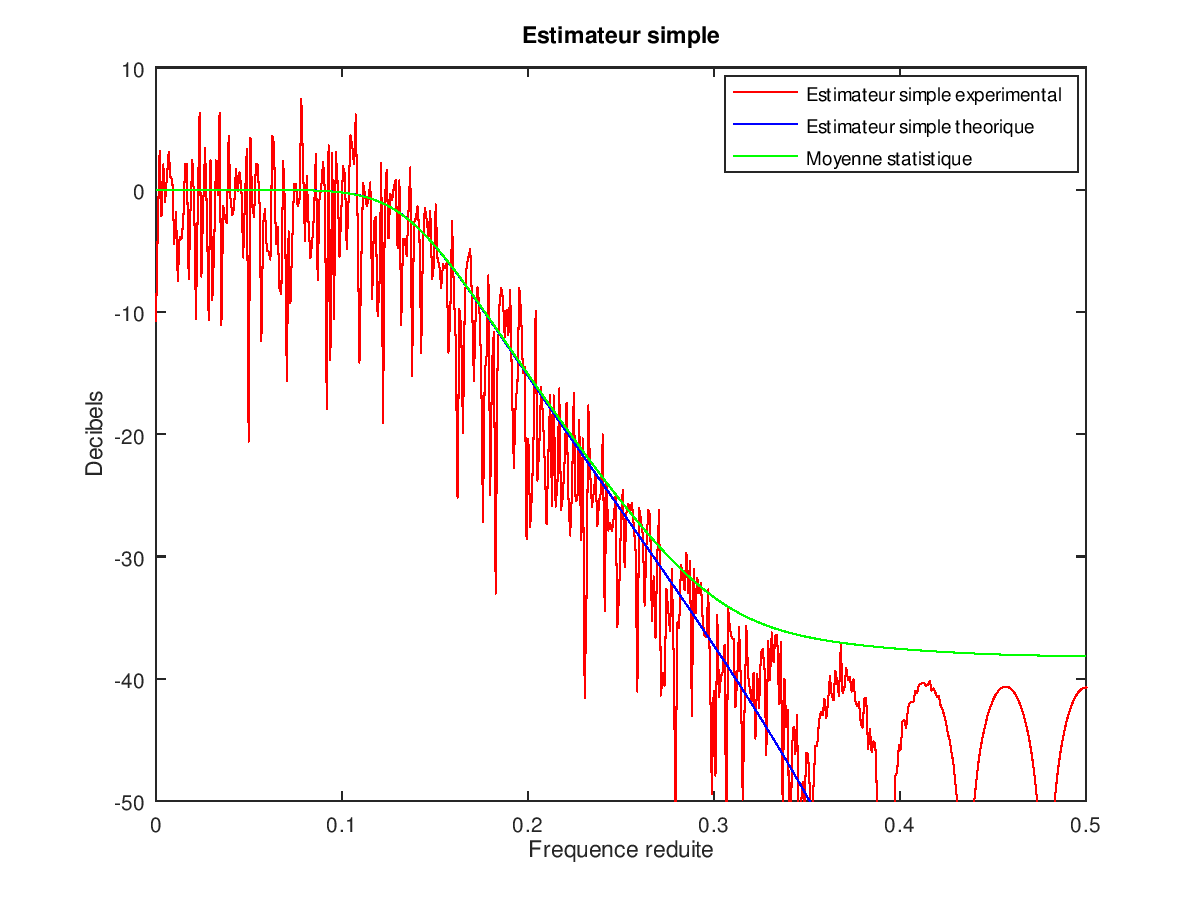 Estimateur simple
10
Estimateur simple experimental
Estimateur simple theorique
Moyenne statistique
0
-10
-20
-30
-40
-50
Decibels
0
0.1
0.2
0.3
0.4
0.5
Frequence reduite